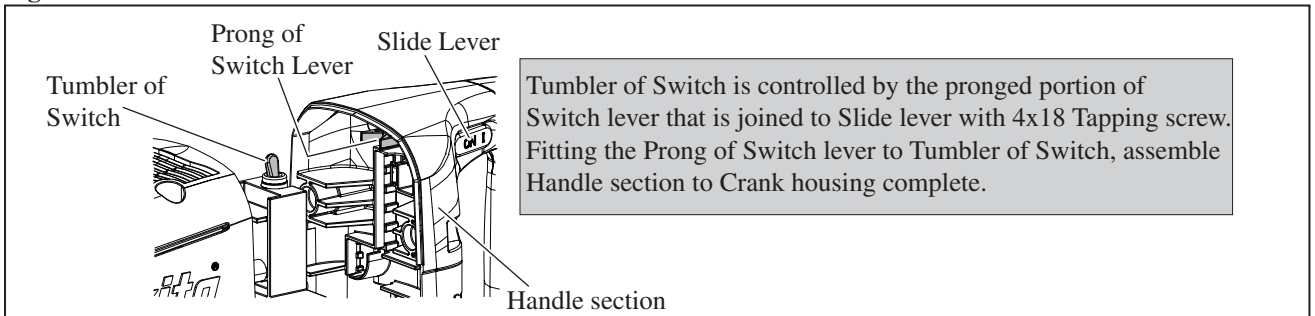 Prong of
Switch Lever
Slide Lever
Tumbler of
Switch
Tumbler of Switch is controlled by the pronged portion of
Switch lever that is joined to Slide lever with 4x18 Tapping screw.
Fitting the Prong of Switch lever to Tumbler of Switch, assemble
Handle section to Crank housing complete.
ON I
Handle section